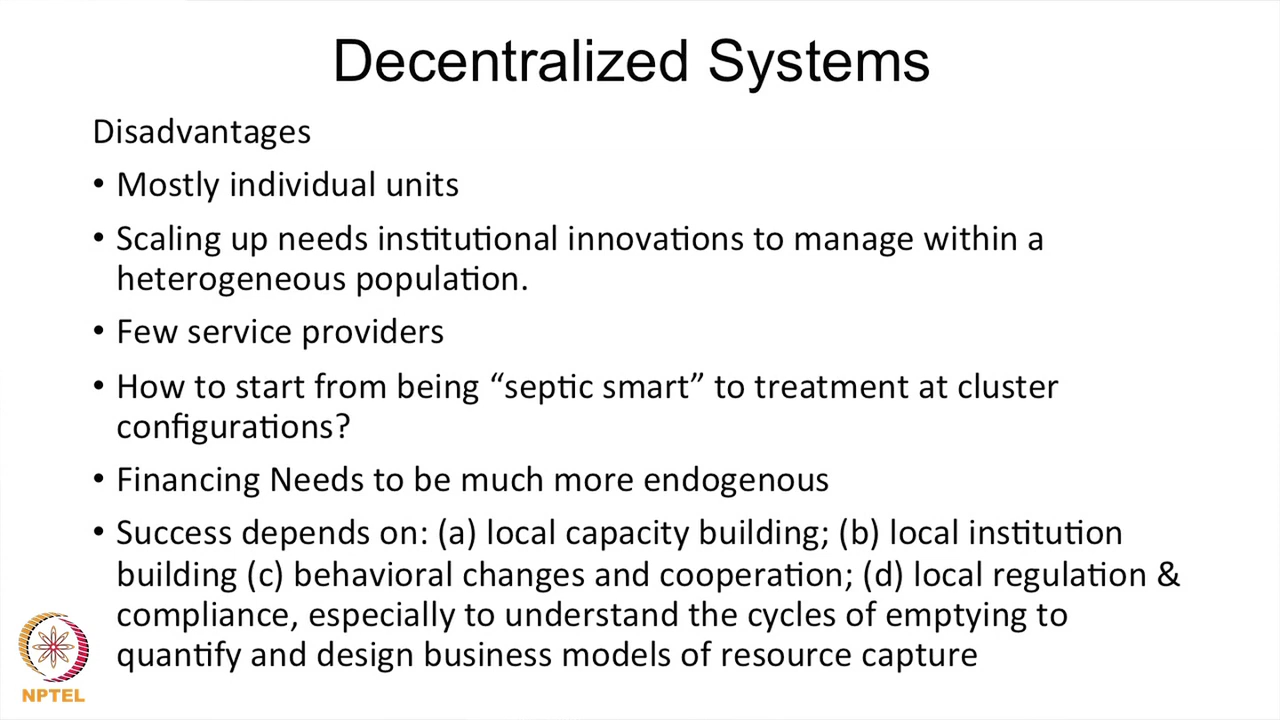 Decentralized Systems
Disadvantages
• Mostly individual units
• Scaling up needs institutional innovations to manage within a
heterogeneous population.
• Few service providers
• How to start from being “septic smart” to treatment at cluster
configurations?
• Financing Needs to be much more endogenous
• Success depends on: (a) local capacity building; (b) local institution
building (c) behavioral changes and cooperation; (d) local regulation &
compliance, especially to understand the cycles of emptying to
quantify and design business models of resource capture
NPTEL